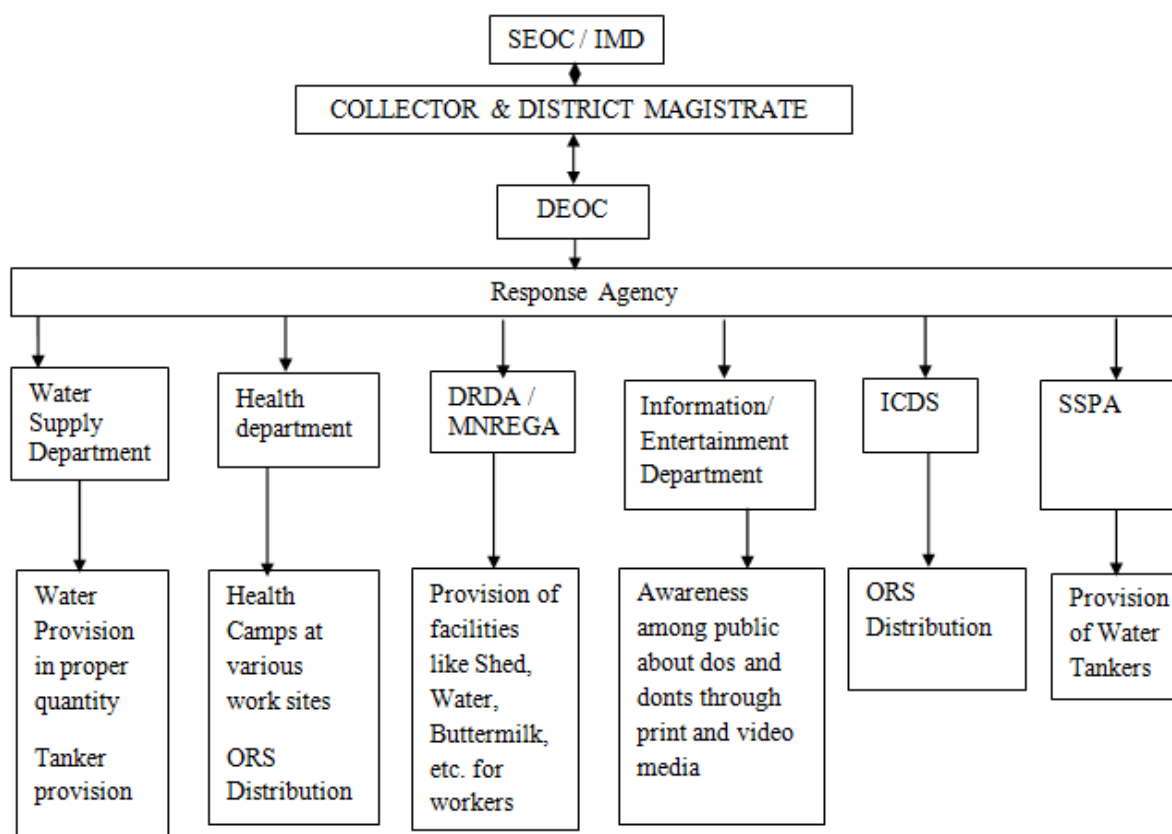 SEOC / IMD
COLLECTOR & DISTRICT MAGISTRATE
DEOC
Response Agency
Water
Supply
Department
Health
department
DRDA /
MNREGA
Information/
Entertainment
Department
ICDS
SSPA
Water
Provision
in proper
quantity
Tanker
provision
Health
Camps at
various
work sites
ORS
Distribution
Provision of
facilities
like Shed,
Water,
Buttermilk,
etc. for
workers
Awareness
among public
about dos and
donts through
print and video
media
ORS
Distribution
Provision
of Water
Tankers